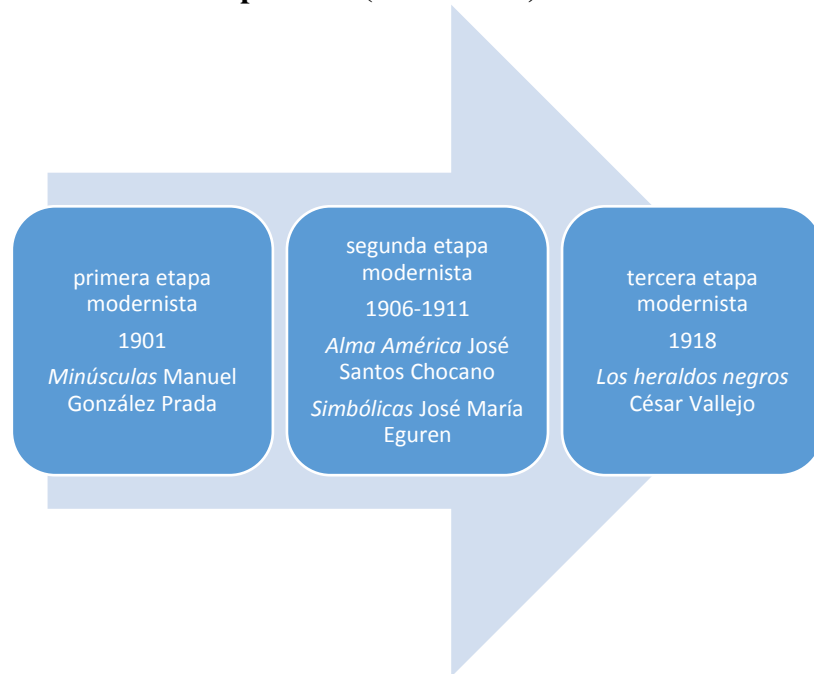 primera etapa
modernista
1901
Minúsculas Manuel
González Prada
segunda etapa
modernista
1906-1911
Alma América José
Santos Chocano
Simbólicas José María
Eguren
tercera etapa
modernista
1918
Los heraldos negros
César Vallejo